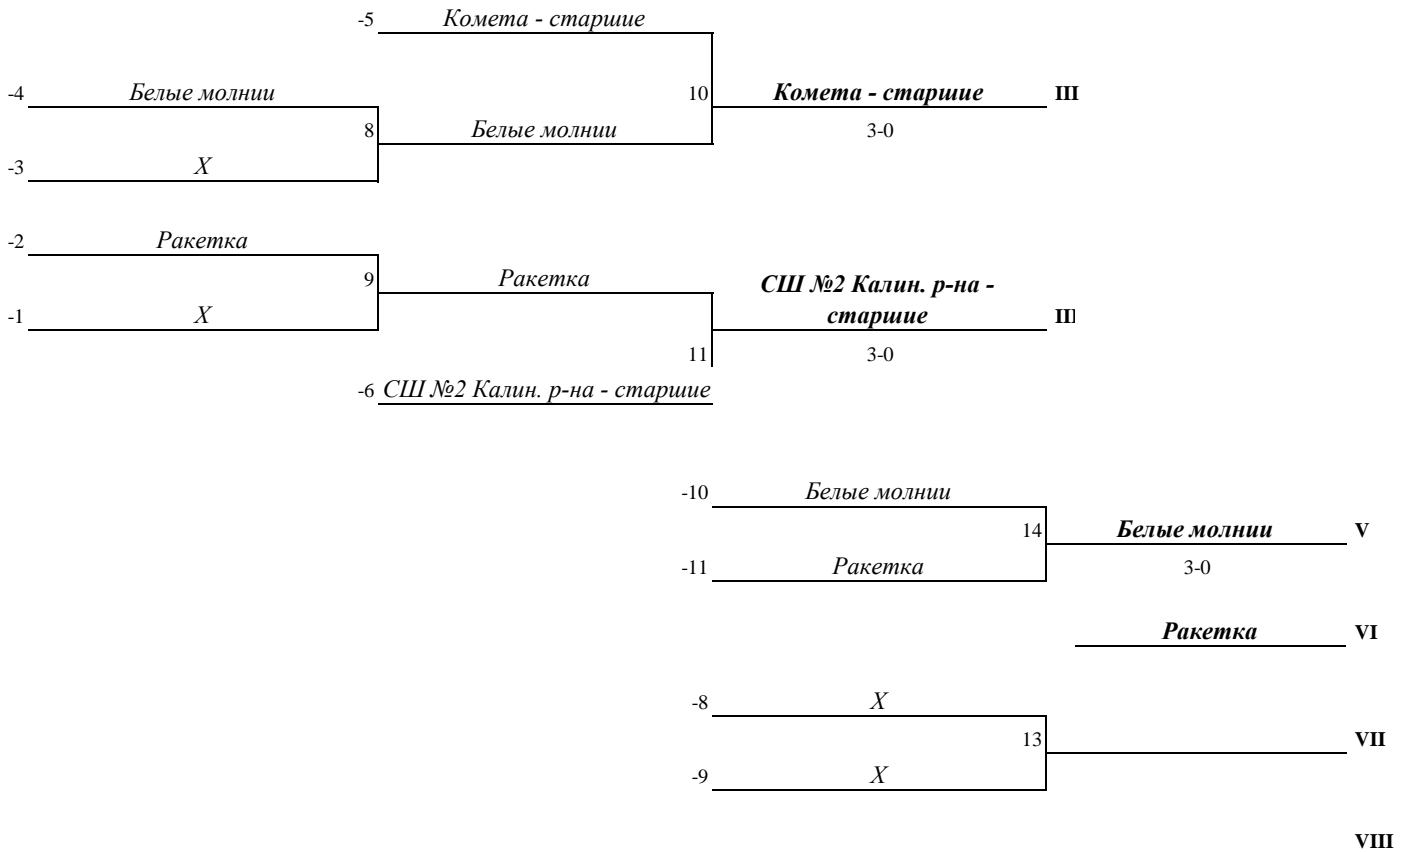 -5 Комета - старшие
-4 Белые молнии
10 Комета - старшие III
8 Белые молнии
3-0
-3 X
-2 Ракетка
9 Ракетка
СШ №2 Калин. р-на -
старшие III
-1 X
11
3-0
-6 СШ №2 Калин. р-на - старшие
-10 Белые молнии
14 Белые молнии V
-11 Ракетка
3-0
Ракетка VI
-8 X
13 VII
-9 X
VIII